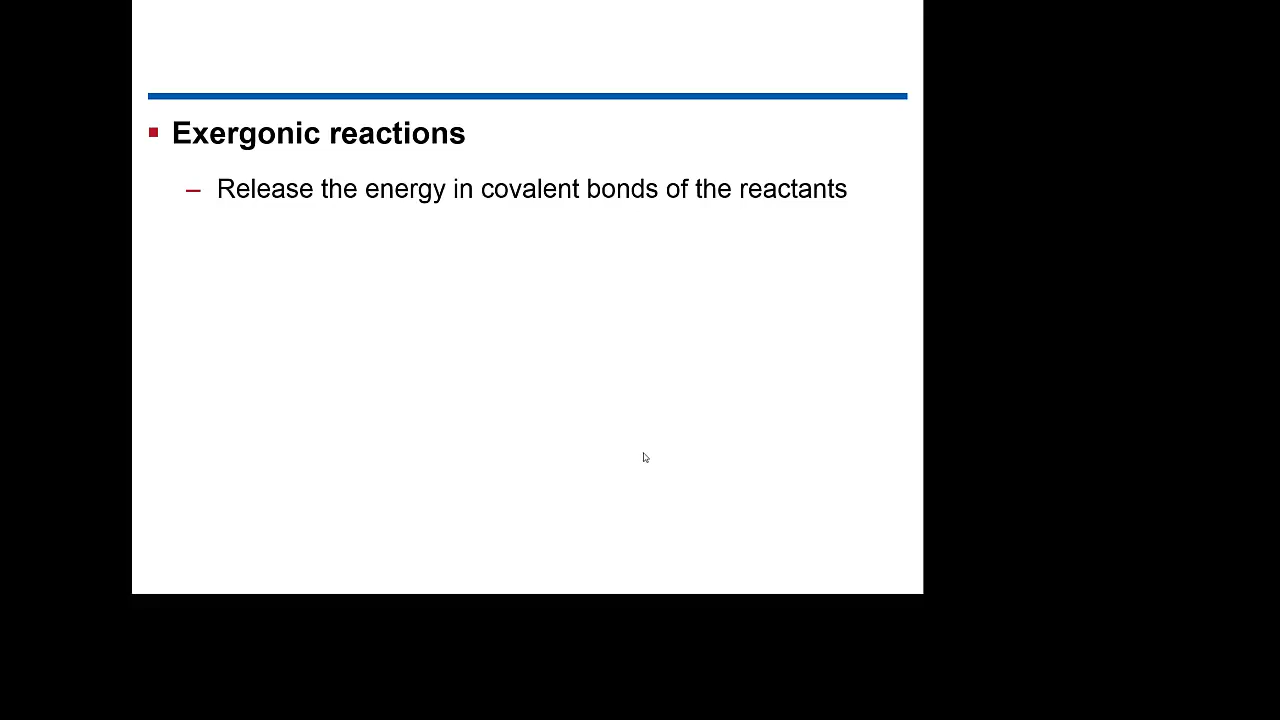 Exergonic reactions
– Release the energy in covalent bonds of the reactants